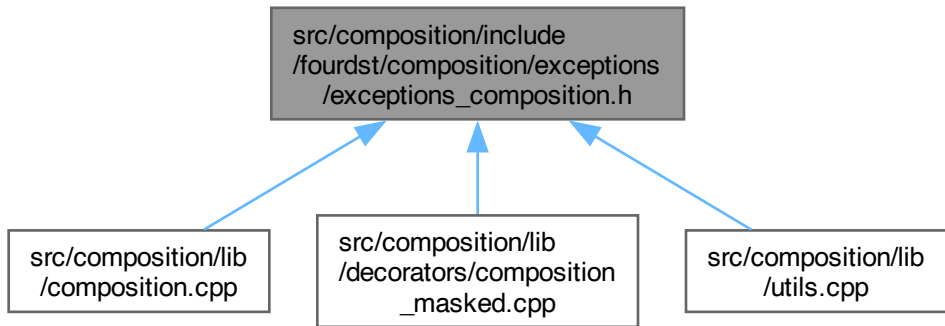 src/composition/include
/fourdst/composition/exceptions
/exceptions_composition.h
src/composition/lib
/composition.cpp
src/composition/lib
/decorators/composition
_masked.cpp
src/composition/lib
/utils.cpp